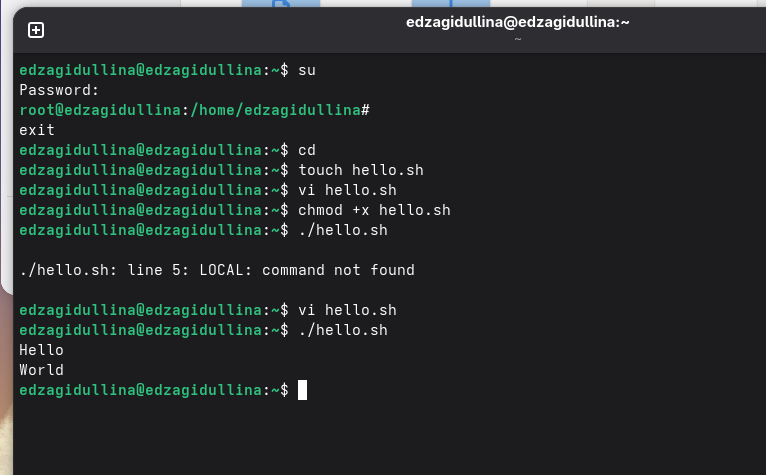 edzagidullina@edzagidullina:~
~
edzagidullina@edzagidullina:~$ su
Password:
root@edzagidullina:/home/edzagidullina#
exit
edzagidullina@edzagidullina:~$ cd
edzagidullina@edzagidullina:~$ touch hello.sh
edzagidullina@edzagidullina:~$ vi hello.sh
edzagidullina@edzagidullina:~$ chmod +x hello.sh
edzagidullina@edzagidullina:~$ ./hello.sh
./hello.sh: line 5: LOCAL: command not found
edzagidullina@edzagidullina:~$ vi hello.sh
edzagidullina@edzagidullina:~$ ./hello.sh
Hello
World
edzagidullina@edzagidullina:~$